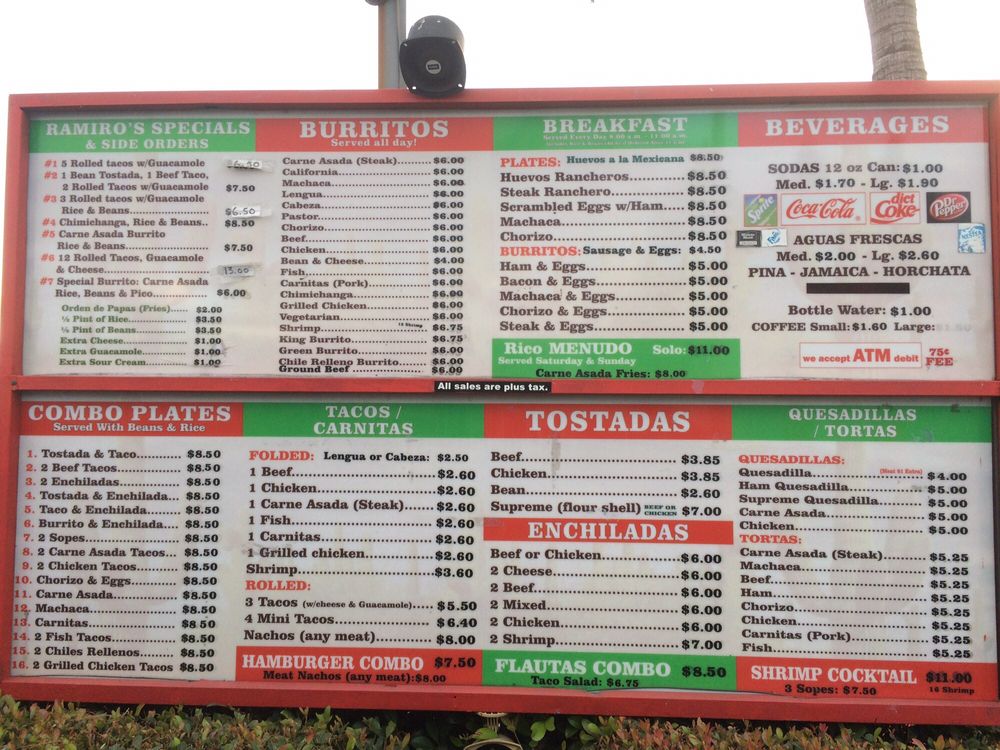 RAMIRO'S SPECIALS
& SIDE ORDERS
#1 5 Rolled tacos w/Guacamole 6.50
#2 1 Bean Tostada, 1 Beef Taco,
2 Rolled Tacos w/Guacamole $7.50
#3 3 Rolled tacos w/Guacamole
Rice & Beans $6.50
#4 Chimichanga, Rice & Beans.. $8.50
#5 Carne Asada Burrito
Rice & Beans $7.50
#6 12 Rolled Tacos, Guacamole
& Cheese 13.00
#7 Special Burrito: Carne Asada
Rice, Beans & Pico $6.00
Orden de Papas (Fries) $2.00
½ Pint of Rice $3.50
½ Pint of Beans $3.50
Extra Cheese $1.00
Extra Guacamole $1.00
Extra Sour Cream $1.00
BURRITOS
Served all day!
Carne Asada (Steak) $6.00
California $6.00
Machaca $6.00
Lengua $6.00
Cabeza $6.00
Pastor $6.00
Chorizo $6.00
Beef $6.00
Chicken $6.00
Bean & Cheese $4.00
Fish $6.00
Carnitas (Pork) $6.00
Chimichanga $6.00
Grilled Chicken $6.00
Vegetarian $6.00
Shrimp $6.75
King Burrito $6.75
Green Burrito $6.00
Chile Relleno Burrito $6.00
Ground Beef $6.00
BREAKFAST
Served Every Day 8:00 a.m. - 11:00 a.m.
PLATES: Huevos a la Mexicana $8.50
Huevos Rancheros $8.50
Steak Ranchero $8.50
Scrambled Eggs w/Ham $8.50
Machaca $8.50
Chorizo $8.50
BURRITOS: Sausage & Eggs: $4.50
Ham & Eggs $5.00
Bacon & Eggs $5.00
Machaca & Eggs $5.00
Chorizo & Eggs $5.00
Steak & Eggs $5.00
Rico MENUDO Solo: $11.00
Served Saturday & Sunday
Carne Asada Fries: $8.00
BEVERAGES
SODAS 12 oz Can: $1.00
Med. $1.70 - Lg. $1.90
Sprite Coca-Cola diet Coke Dr Pepper
AGUAS FRESCAS
Med. $2.00 - Lg. $2.60
PINA - JAMAICA - HORCHATA
Bottle Water: $1.00
COFFEE Small: $1.60 Large:
we accept ATM debit 75¢ FEE
All sales are plus tax.
COMBO PLATES
Served With Beans & Rice
1. Tostada & Taco $8.50
2. 2 Beef Tacos $8.50
3. 2 Enchiladas $8.50
4. Tostada & Enchilada $8.50
5. Taco & Enchilada $8.50
6. Burrito & Enchilada $8.50
7. 2 Sopes $8.50
8. 2 Carne Asada Tacos $8.50
9. 2 Chicken Tacos $8.50
10. Chorizo & Eggs $8.50
11. Carne Asada $8.50
12. Machaca $8.50
13. Carnitas $8.50
14. 2 Fish Tacos $8.50
15. 2 Chiles Rellenos $8.50
16. 2 Grilled Chicken Tacos $8.50
TACOS /
CARNITAS
FOLDED: Lengua or Cabeza: $2.50
1 Beef $2.60
1 Chicken $2.60
1 Carne Asada (Steak) $2.60
1 Fish $2.60
1 Carnitas $2.60
1 Grilled chicken $2.60
Shrimp $3.60
ROLLED:
3 Tacos (w/cheese & Guacamole) $5.50
4 Mini Tacos $6.40
Nachos (any meat) $8.00
HAMBURGER COMBO $7.50
Meat Nachos (any meat): $8.00
TOSTADAS
Beef $3.85
Chicken $3.85
Bean $2.60
Supreme (flour shell) BEEF OR CHICKEN $7.00
ENCHILADAS
Beef or Chicken $6.00
2 Cheese $6.00
2 Beef $6.00
2 Mixed $6.00
2 Chicken $6.00
2 Shrimp $7.00
FLAUTAS COMBO $8.50
Taco Salad: $6.75
QUESADILLAS
/ TORTAS
QUESADILLAS:
Quesadilla (Meat $1 Extra) $4.00
Ham Quesadilla $5.00
Supreme Quesadilla $5.00
Carne Asada $5.00
Chicken $5.00
TORTAS:
Carne Asada (Steak) $5.25
Machaca $5.25
Beef $5.25
Ham $5.25
Chorizo $5.25
Chicken $5.25
Carnitas (Pork) $5.25
Fish $5.25
SHRIMP COCKTAIL $11.00
3 Sopes: $7.50 16 Shrimp